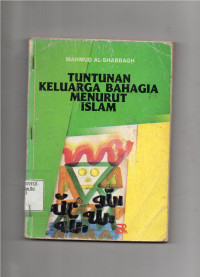 MAHMUD AL-SHABBAGH
TUNTUNAN
KELUARGA BAHAGIA
MENURUT
ISLAM